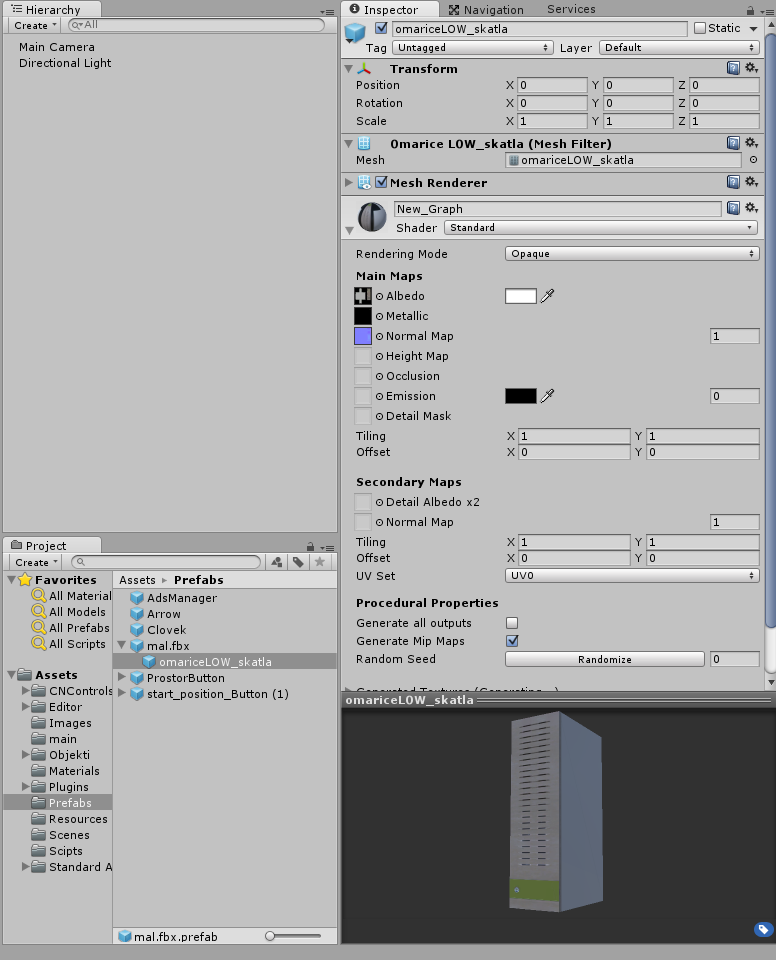 Hierarchy
Create
All
Main Camera
Directional Light
Project
Create
Favorites
All Material
All Models
All Prefabs
All Scripts
Assets
CNControls
Editor
Images
main
Objekti
Materials
Plugins
Prefabs
Resources
Scenes
Scipts
Standard A
Assets ▸ Prefabs
AdsManager
Arrow
Clovek
mal.fbx
omariceLOW_skatla
ProstorButton
start_position_Button (1)
mal.fbx.prefab
Inspector
Navigation
Services
omariceLOW_skatla
Static
Tag Untagged Layer Default
Transform
Position X 0 Y 0 Z 0
Rotation X 0 Y 0 Z 0
Scale X 1 Y 1 Z 1
Omarice LOW_skatla (Mesh Filter)
Mesh omariceLOW_skatla
Mesh Renderer
New_Graph
Shader Standard
Rendering Mode Opaque
Main Maps
Albedo
Metallic
Normal Map 1
Height Map
Occlusion
Emission 0
Detail Mask
Tiling X 1 Y 1
Offset X 0 Y 0
Secondary Maps
Detail Albedo x2
Normal Map 1
Tiling X 1 Y 1
Offset X 0 Y 0
UV Set UV0
Procedural Properties
Generate all outputs
Generate Mip Maps
Random Seed Randomize 0
Generated Textures (Generating...)
omariceLOW_skatla